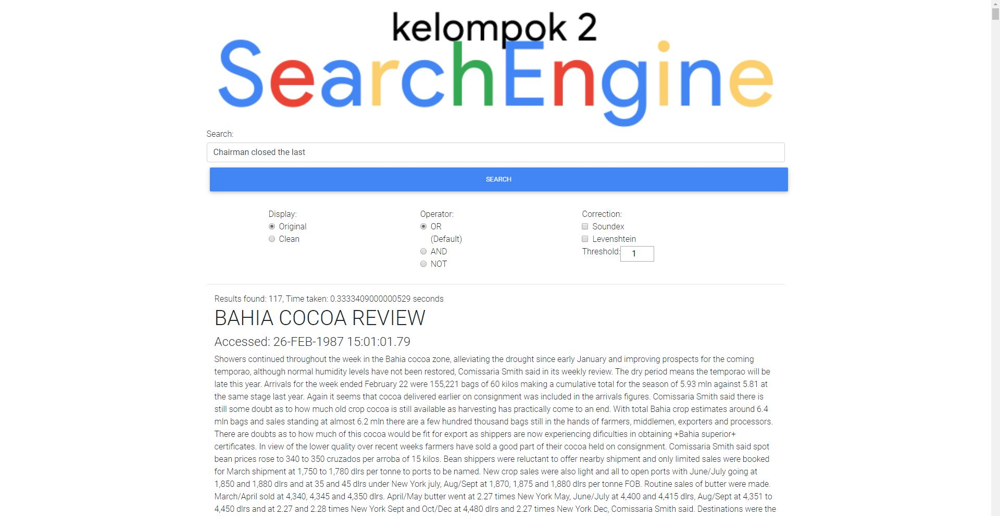 kelompok 2
SearchEngine
Search:
Chairman closed the last
SEARCH
Display:
Original
Clean
Operator:
OR
(Default)
AND
NOT
Correction:
Soundex
Levenshtein
Threshold: 1
Results found: 117, Time taken: 0.3333409000000529 seconds
BAHIA COCOA REVIEW
Accessed: 26-FEB-1987 15:01:01.79
Showers continued throughout the week in the Bahia cocoa zone, alleviating the drought since early January and improving prospects for the coming
temporao, although normal humidity levels have not been restored, Comissaria Smith said in its weekly review. The dry period means the temporao will be
late this year. Arrivals for the week ended February 22 were 155,221 bags of 60 kilos making a cumulative total for the season of 5.93 mln against 5.81 at
the same stage last year. Again it seems that cocoa delivered earlier on consignment was included in the arrivals figures. Comissaria Smith said there is
still some doubt as to how much old crop cocoa is still available as harvesting has practically come to an end. With total Bahia crop estimates around 6.4
mln bags and sales standing at almost 6.2 mln there are a few hundred thousand bags still in the hands of farmers, middlemen, exporters and processors.
There are doubts as to how much of this cocoa would be fit for export as shippers are now experiencing dificulties in obtaining +Bahia superior+
certificates. In view of the lower quality over recent weeks farmers have sold a good part of their cocoa held on consignment. Comissaria Smith said spot
bean prices rose to 340 to 350 cruzados per arroba of 15 kilos. Bean shippers were reluctant to offer nearby shipment and only limited sales were booked
for March shipment at 1,750 to 1,780 dlrs per tonne to ports to be named. New crop sales were also light and all to open ports with June/July going at
1,850 and 1,880 dlrs and at 35 and 45 dlrs under New York july, Aug/Sept at 1,870, 1,875 and 1,880 dlrs per tonne FOB. Routine sales of butter were made.
March/April sold at 4,340, 4,345 and 4,350 dlrs. April/May butter went at 2.27 times New York May, June/July at 4,400 and 4,415 dlrs, Aug/Sept at 4,351 to
4,450 dlrs and at 2.27 and 2.28 times New York Sept and Oct/Dec at 4,480 dlrs and 2.27 times New York Dec, Comissaria Smith said. Destinations were the